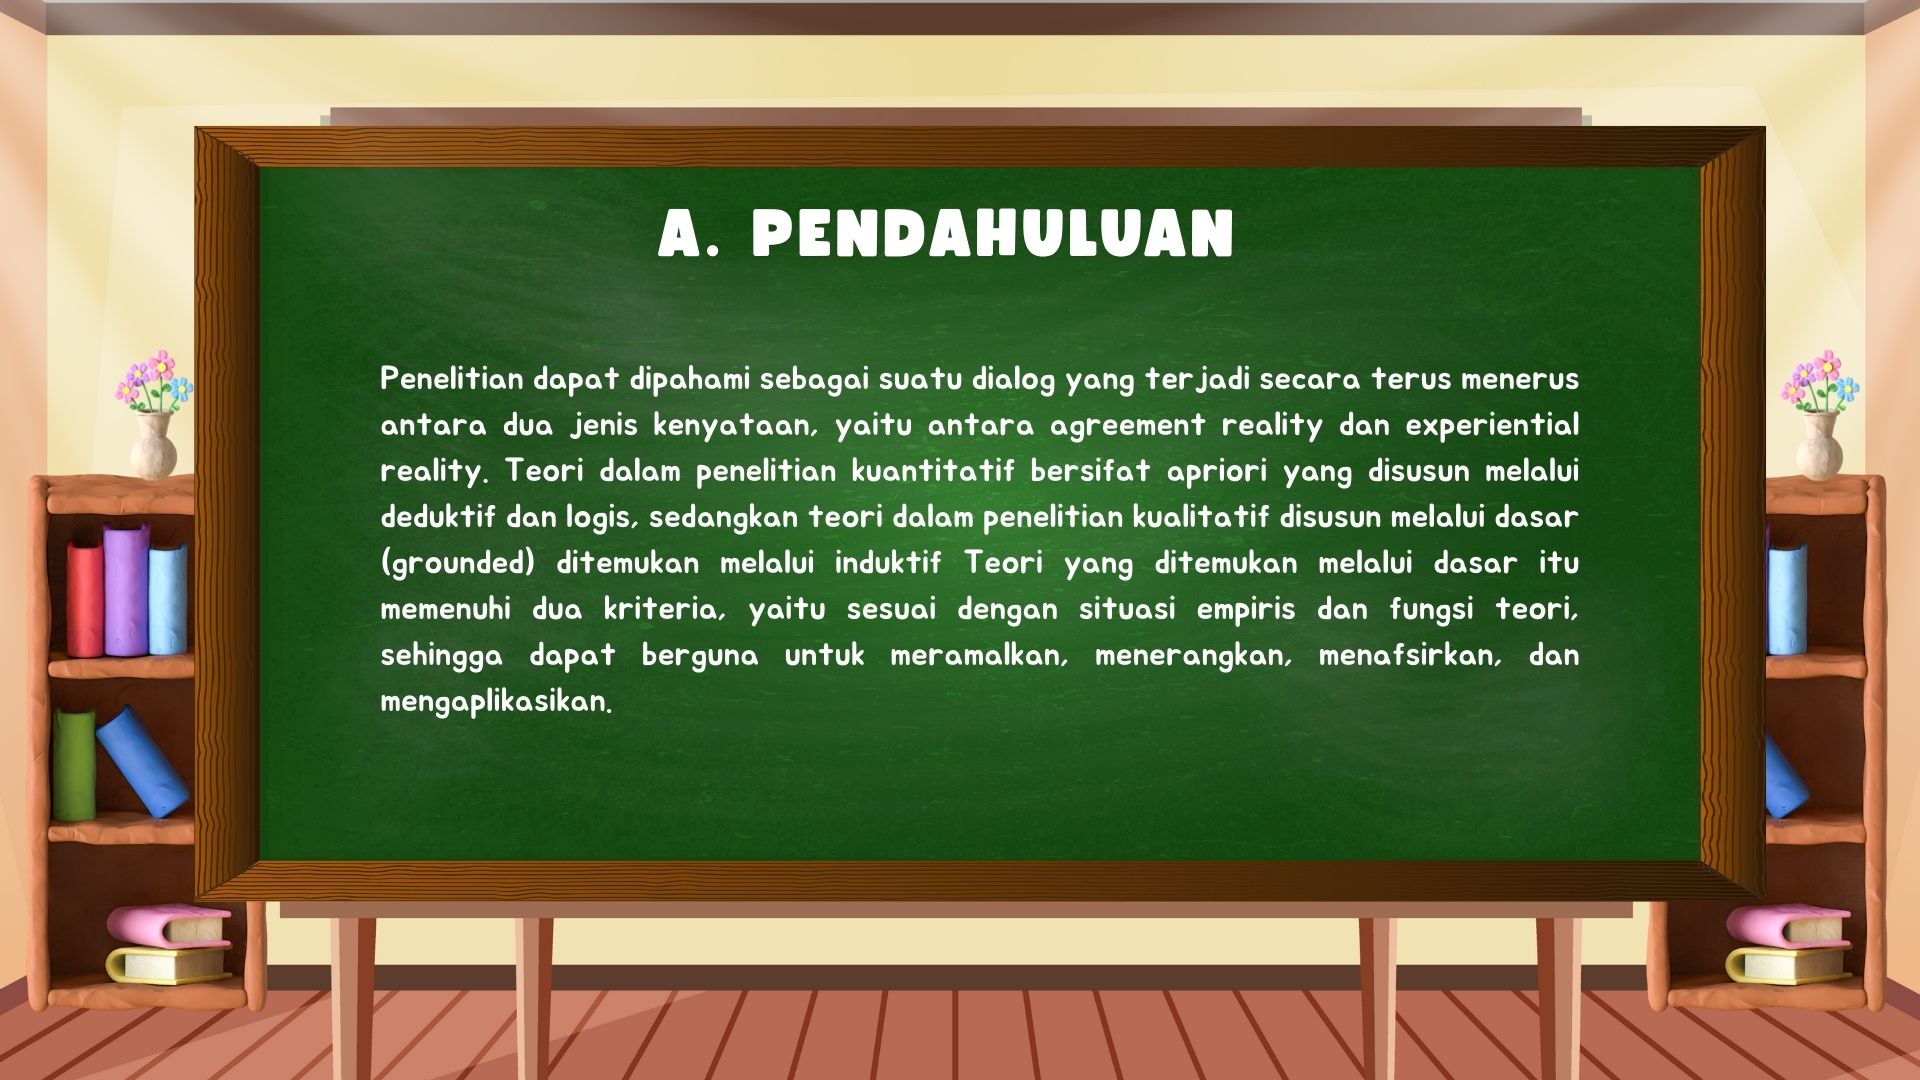 A. PENDAHULUAN
Penelitian dapat dipahami sebagai suatu dialog yang terjadi secara terus menerus
antara dua jenis kenyataan, yaitu antara agreement reality dan experiential
reality. Teori dalam penelitian kuantitatif bersifat apriori yang disusun melalui
deduktif dan logis, sedangkan teori dalam penelitian kualitatif disusun melalui dasar
(grounded) ditemukan melalui induktif Teori yang ditemukan melalui dasar itu
memenuhi dua kriteria, yaitu sesuai dengan situasi empiris dan fungsi teori,
sehingga dapat berguna untuk meramalkan, menerangkan, menafsirkan, dan
mengaplikasikan.